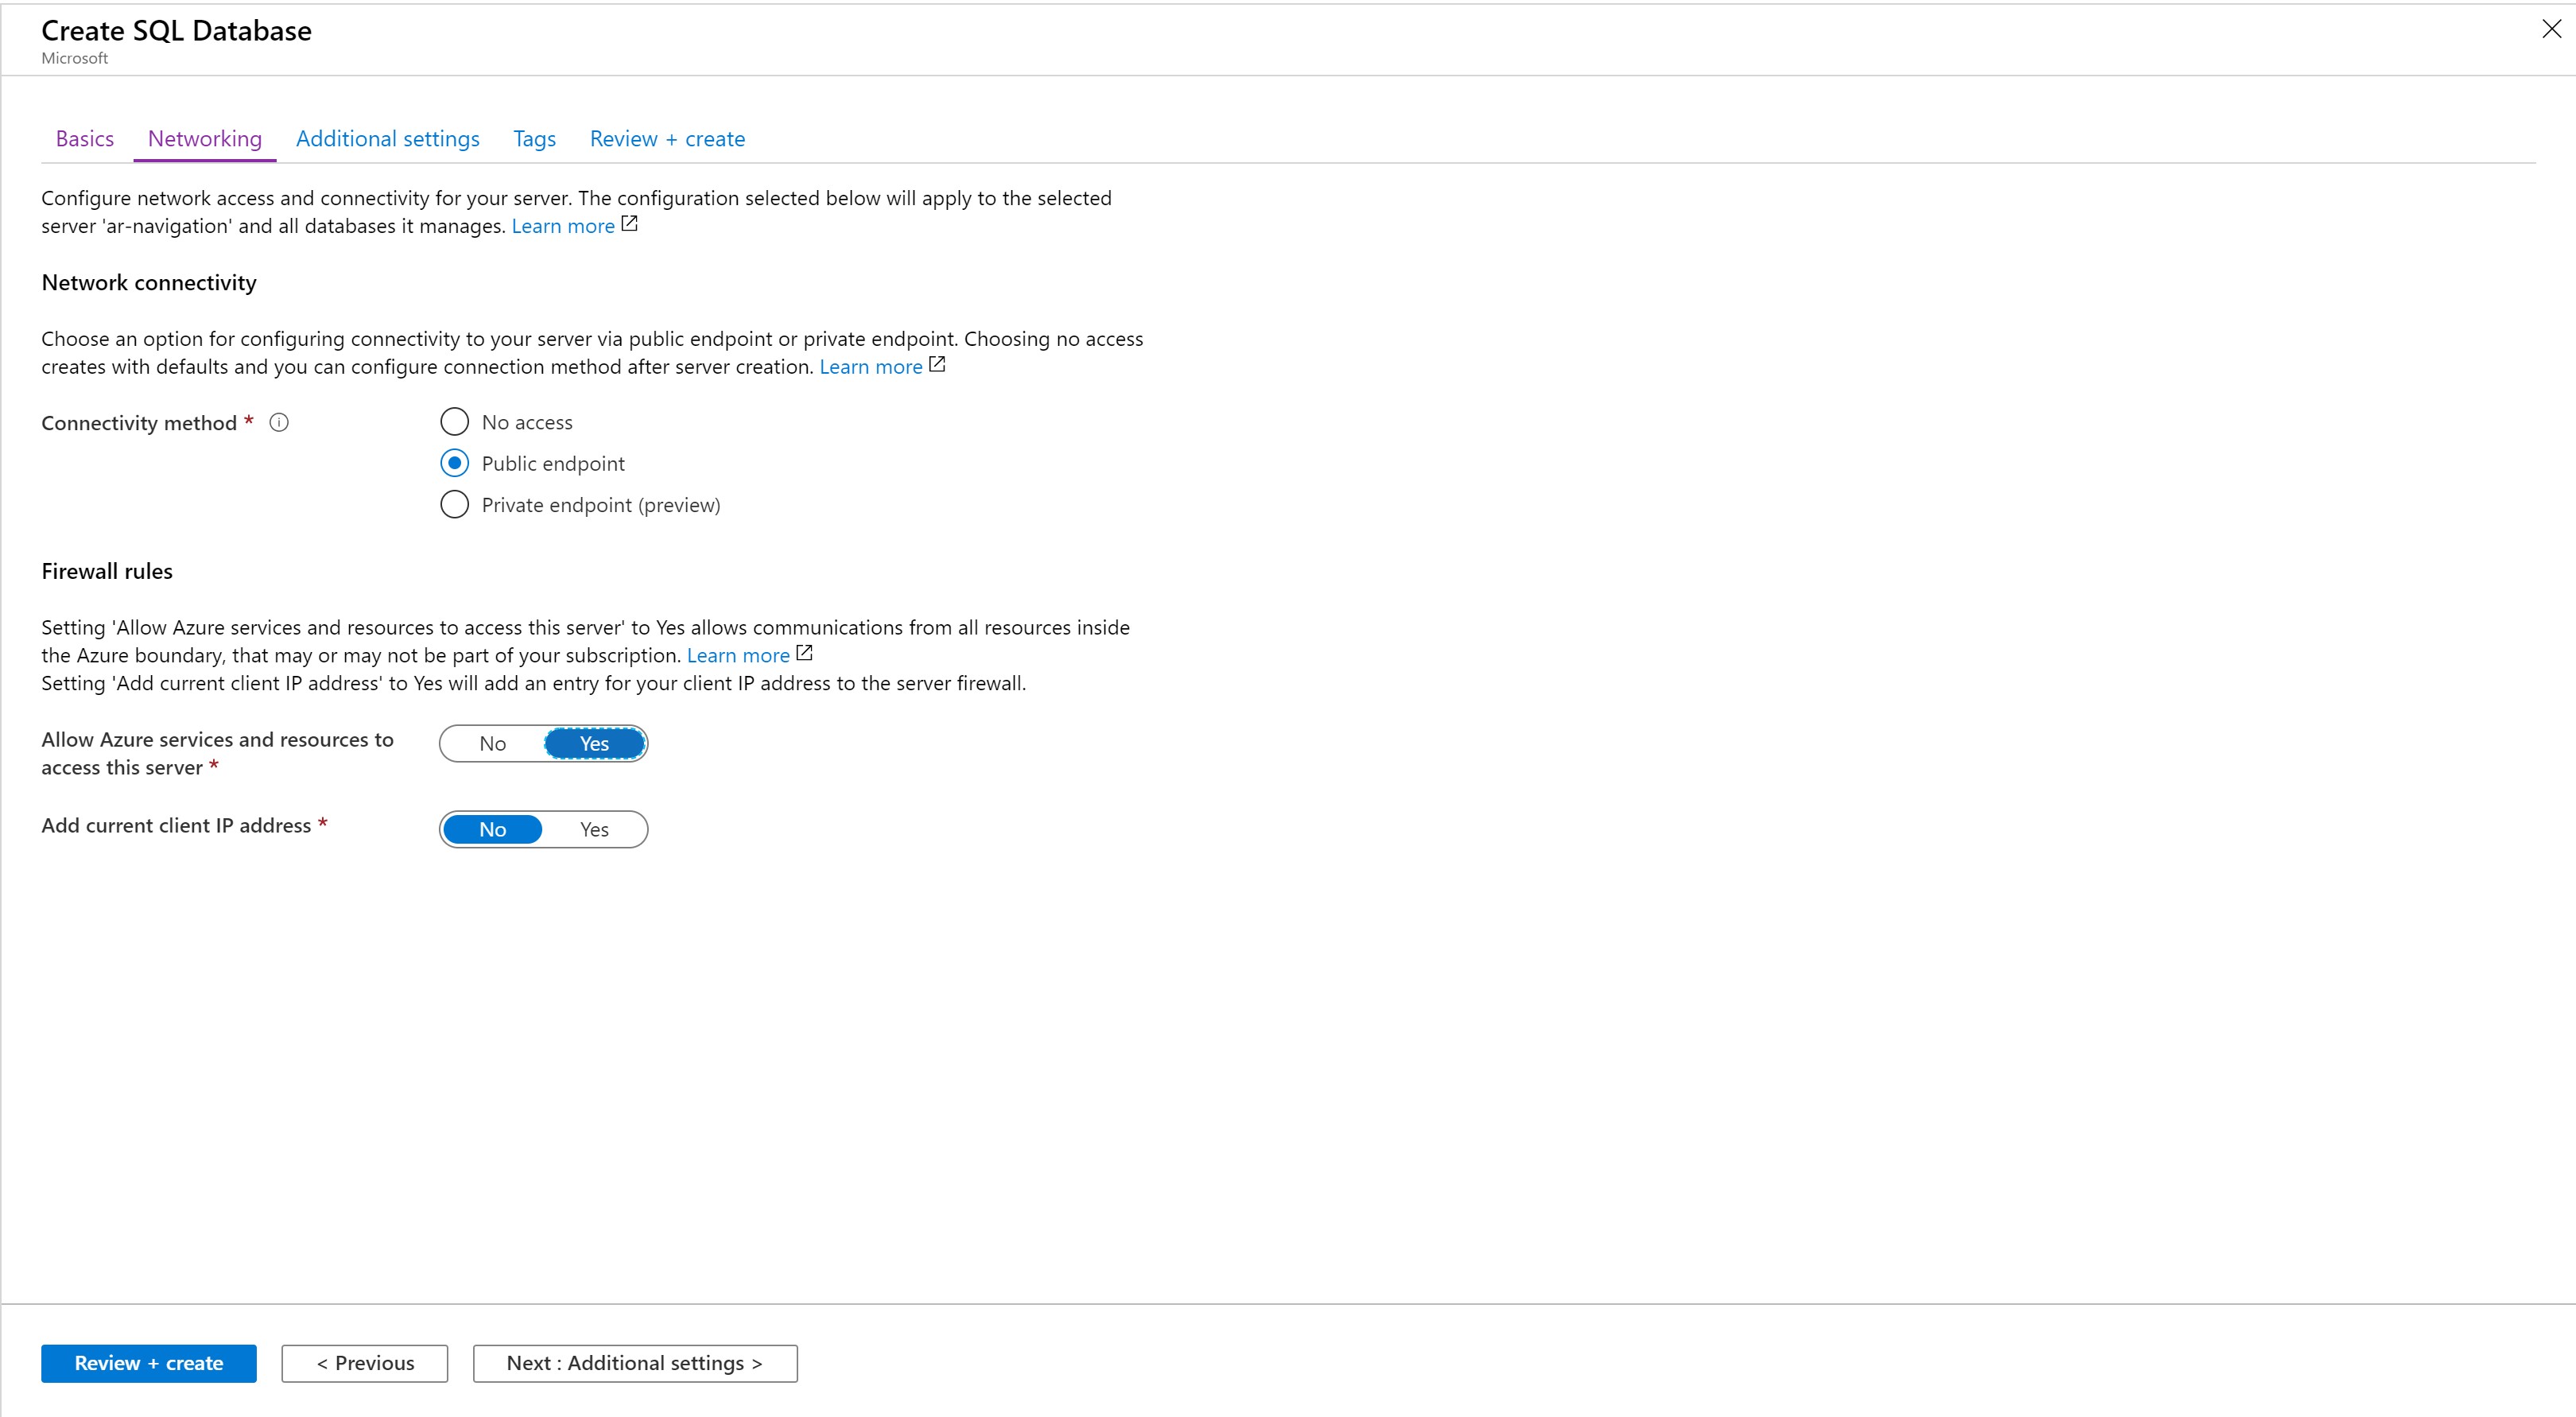 Create SQL Database
Microsoft
Basics Networking Additional settings Tags Review + create
Configure network access and connectivity for your server. The configuration selected below will apply to the selected
server 'ar-navigation' and all databases it manages. Learn more
Network connectivity
Choose an option for configuring connectivity to your server via public endpoint or private endpoint. Choosing no access
creates with defaults and you can configure connection method after server creation. Learn more
Connectivity method *
No access
Public endpoint
Private endpoint (preview)
Firewall rules
Setting 'Allow Azure services and resources to access this server' to Yes allows communications from all resources inside
the Azure boundary, that may or may not be part of your subscription. Learn more
Setting 'Add current client IP address' to Yes will add an entry for your client IP address to the server firewall.
Allow Azure services and resources to
access this server *
No Yes
Add current client IP address *
No Yes
Review + create < Previous Next : Additional settings >